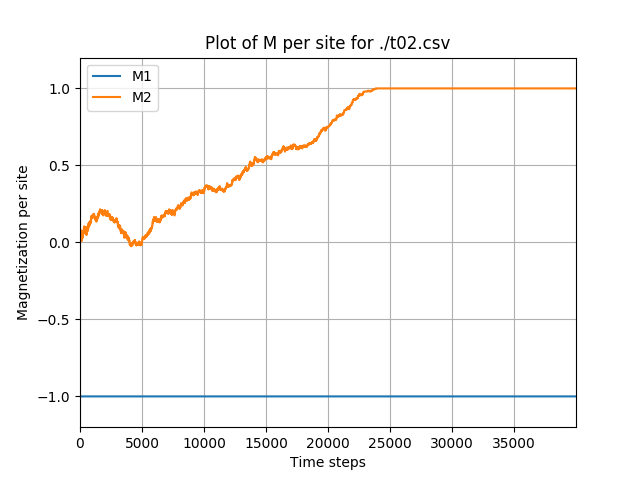 Plot of M per site for ./t02.csv
M1
M2
Magnetization per site
1.0
0.5
0.0
−0.5
−1.0
0 5000 10000 15000 20000 25000 30000 35000
Time steps